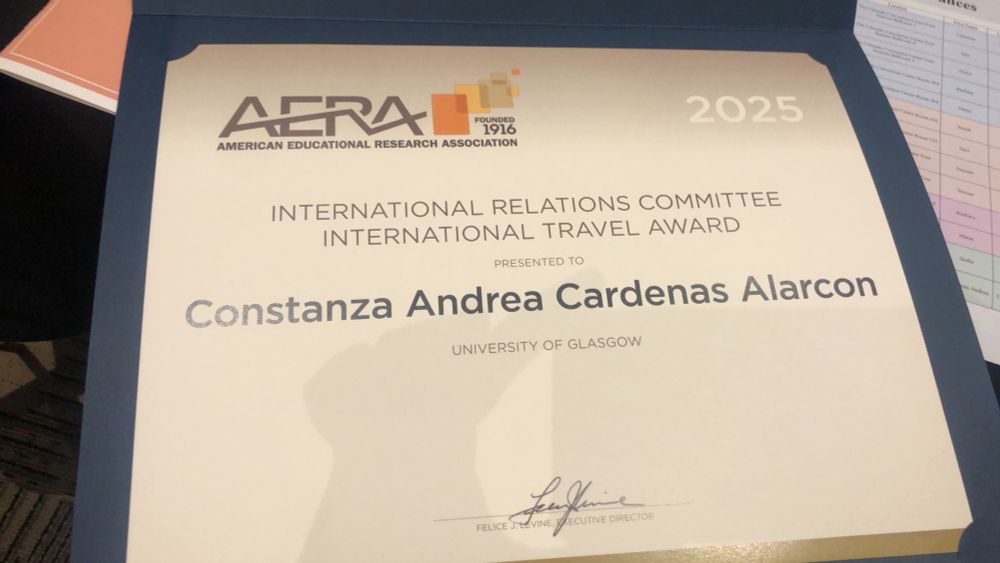 AERA
FOUNDED
1916
AMERICAN EDUCATIONAL RESEARCH ASSOCIATION
2025
INTERNATIONAL RELATIONS COMMITTEE
INTERNATIONAL TRAVEL AWARD
PRESENTED TO
Constanza Andrea Cardenas Alarcon
UNIVERSITY OF GLASGOW
FELICE J. LEVINE, EXECUTIVE DIRECTOR